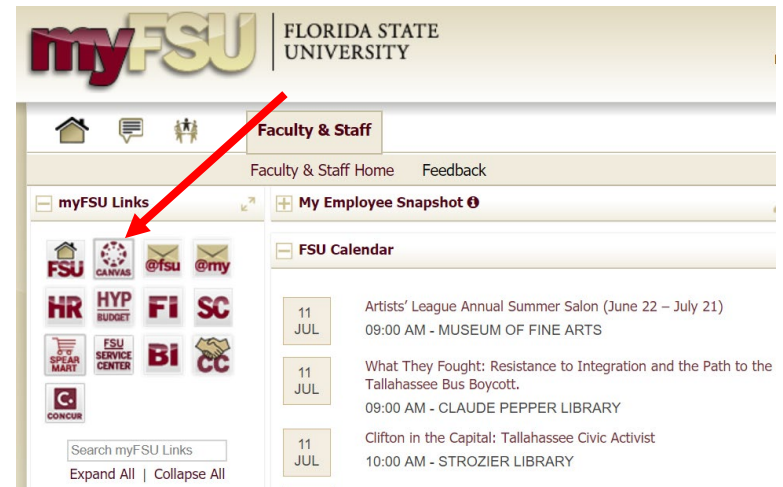 myFSU
FLORIDA STATE
UNIVERSITY
Faculty & Staff
Faculty & Staff Home Feedback
myFSU Links
My Employee Snapshot
FSU Calendar
FSU CANVAS @fsu @my
HR HYP BUDGET FI SC
SPEAR MART FSU SERVICE CENTER BI CC
C. CONCUR
Search myFSU Links
Expand All | Collapse All
11
JUL
Artists' League Annual Summer Salon (June 22 – July 21)
09:00 AM - MUSEUM OF FINE ARTS
11
JUL
What They Fought: Resistance to Integration and the Path to the
Tallahassee Bus Boycott.
09:00 AM - CLAUDE PEPPER LIBRARY
11
JUL
Clifton in the Capital: Tallahassee Civic Activist
10:00 AM - STROZIER LIBRARY